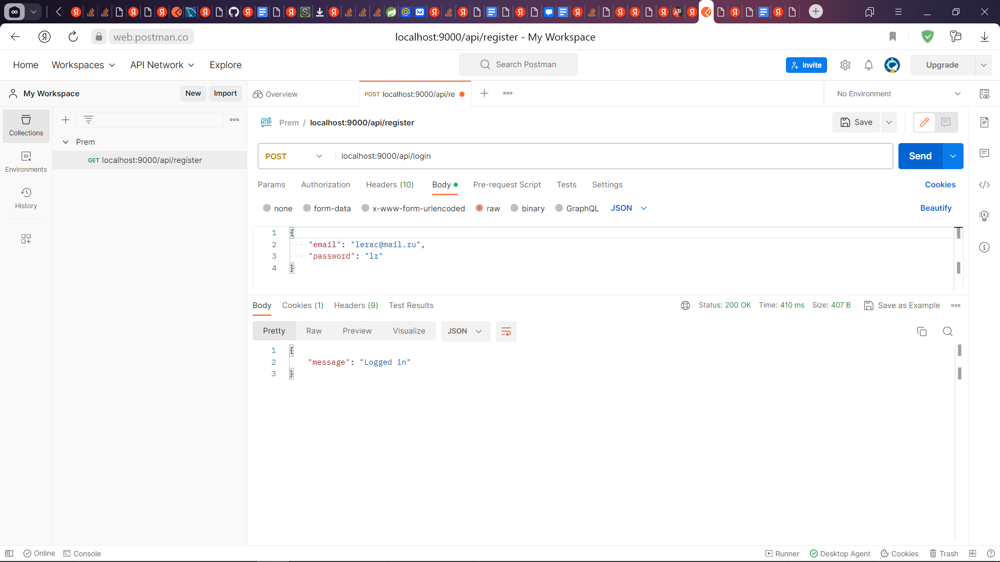 web.postman.co
localhost:9000/api/register - My Workspace
Home
Workspaces
API Network
Explore
Search Postman
Invite
Upgrade
My Workspace
New
Import
Overview
POST localhost:9000/api/re
No Environment
Collections
Environments
History
Prem
GET localhost:9000/api/register
HTTP
Prem / localhost:9000/api/register
Save
POST
localhost:9000/api/login
Send
Params
Authorization
Headers (10)
Body
Pre-request Script
Tests
Settings
Cookies
none
form-data
x-www-form-urlencoded
raw
binary
GraphQL
JSON
Beautify
1 {
2 "email": "lerac@mail.ru",
3 "password": "lr"
4 }
Body
Cookies (1)
Headers (9)
Test Results
Status: 200 OK
Time: 410 ms
Size: 407 B
Save as Example
Pretty
Raw
Preview
Visualize
JSON
1 {
2 "message": "Logged in"
3 }
Online
Console
Runner
Desktop Agent
Cookies
Trash